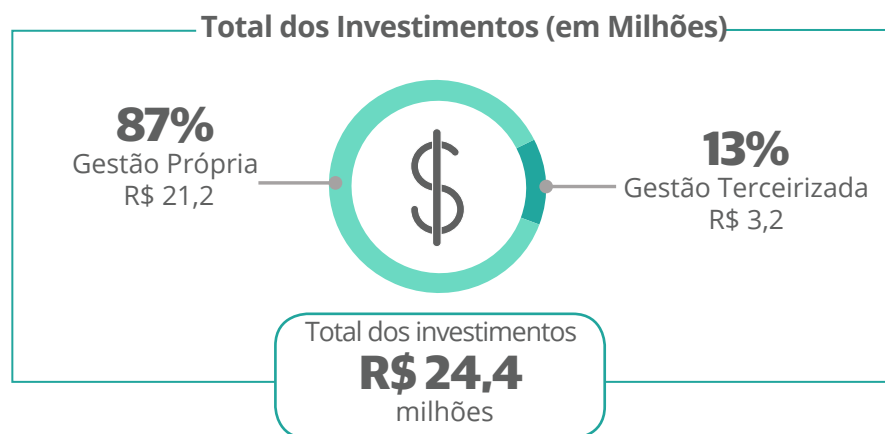 Total dos Investimentos (em Milhões)
87%
Gestão Própria
R$ 21,2
13%
Gestão Terceirizada
R$ 3,2
Total dos investimentos
R$ 24,4
milhões